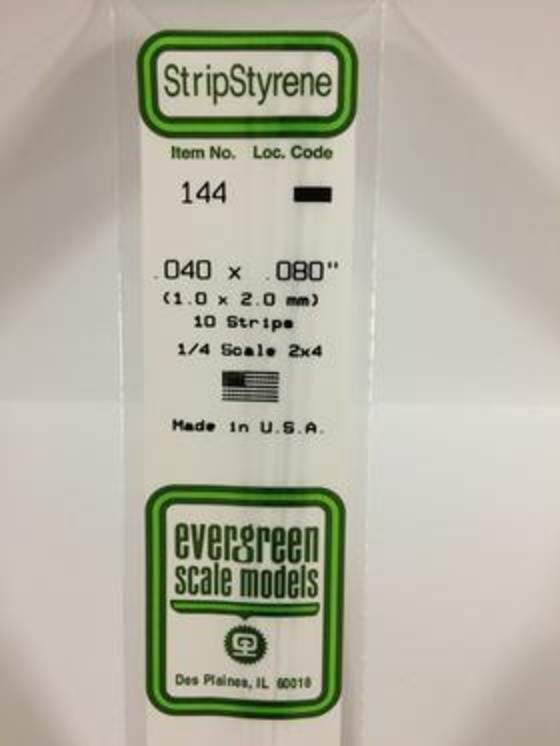 StripStyrene
Item No. Loc. Code
144
.040 x .080"
(1.0 x 2.0 mm)
10 Strips
1/4 Scale 2x4
Made in U.S.A.
evergreen
scale models
Des Plaines, IL 60018